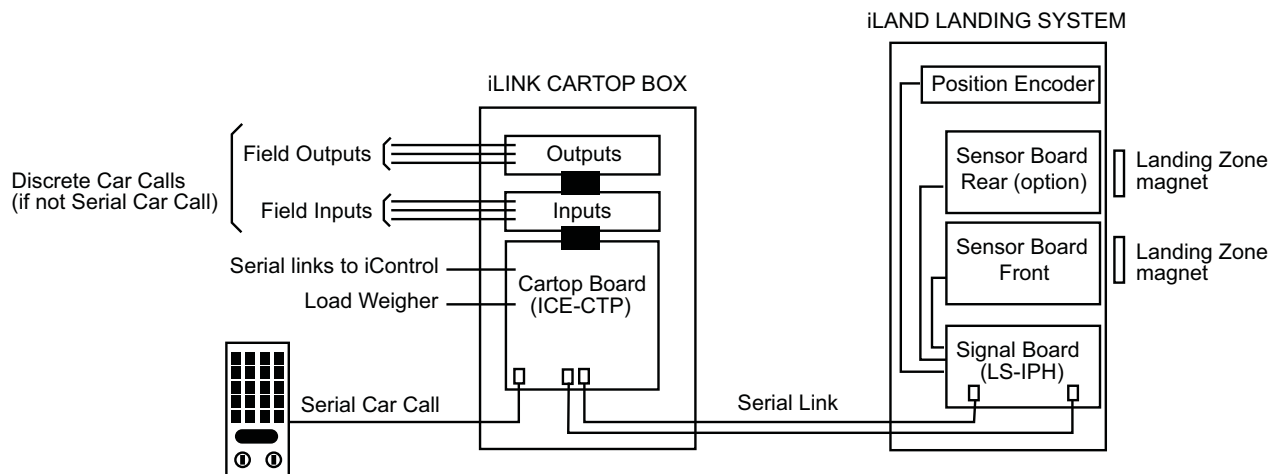 iLAND LANDING SYSTEM
iLINK CARTOP BOX
Position Encoder
Discrete Car Calls
(if not Serial Car Call)
Field Outputs
Outputs
Field Inputs
Inputs
Sensor Board
Rear (option)
Landing Zone
magnet
Sensor Board
Front
Landing Zone
magnet
Serial links to iControl
Load Weigher
Cartop Board
(ICE-CTP)
Signal Board
(LS-IPH)
Serial Car Call
Serial Link